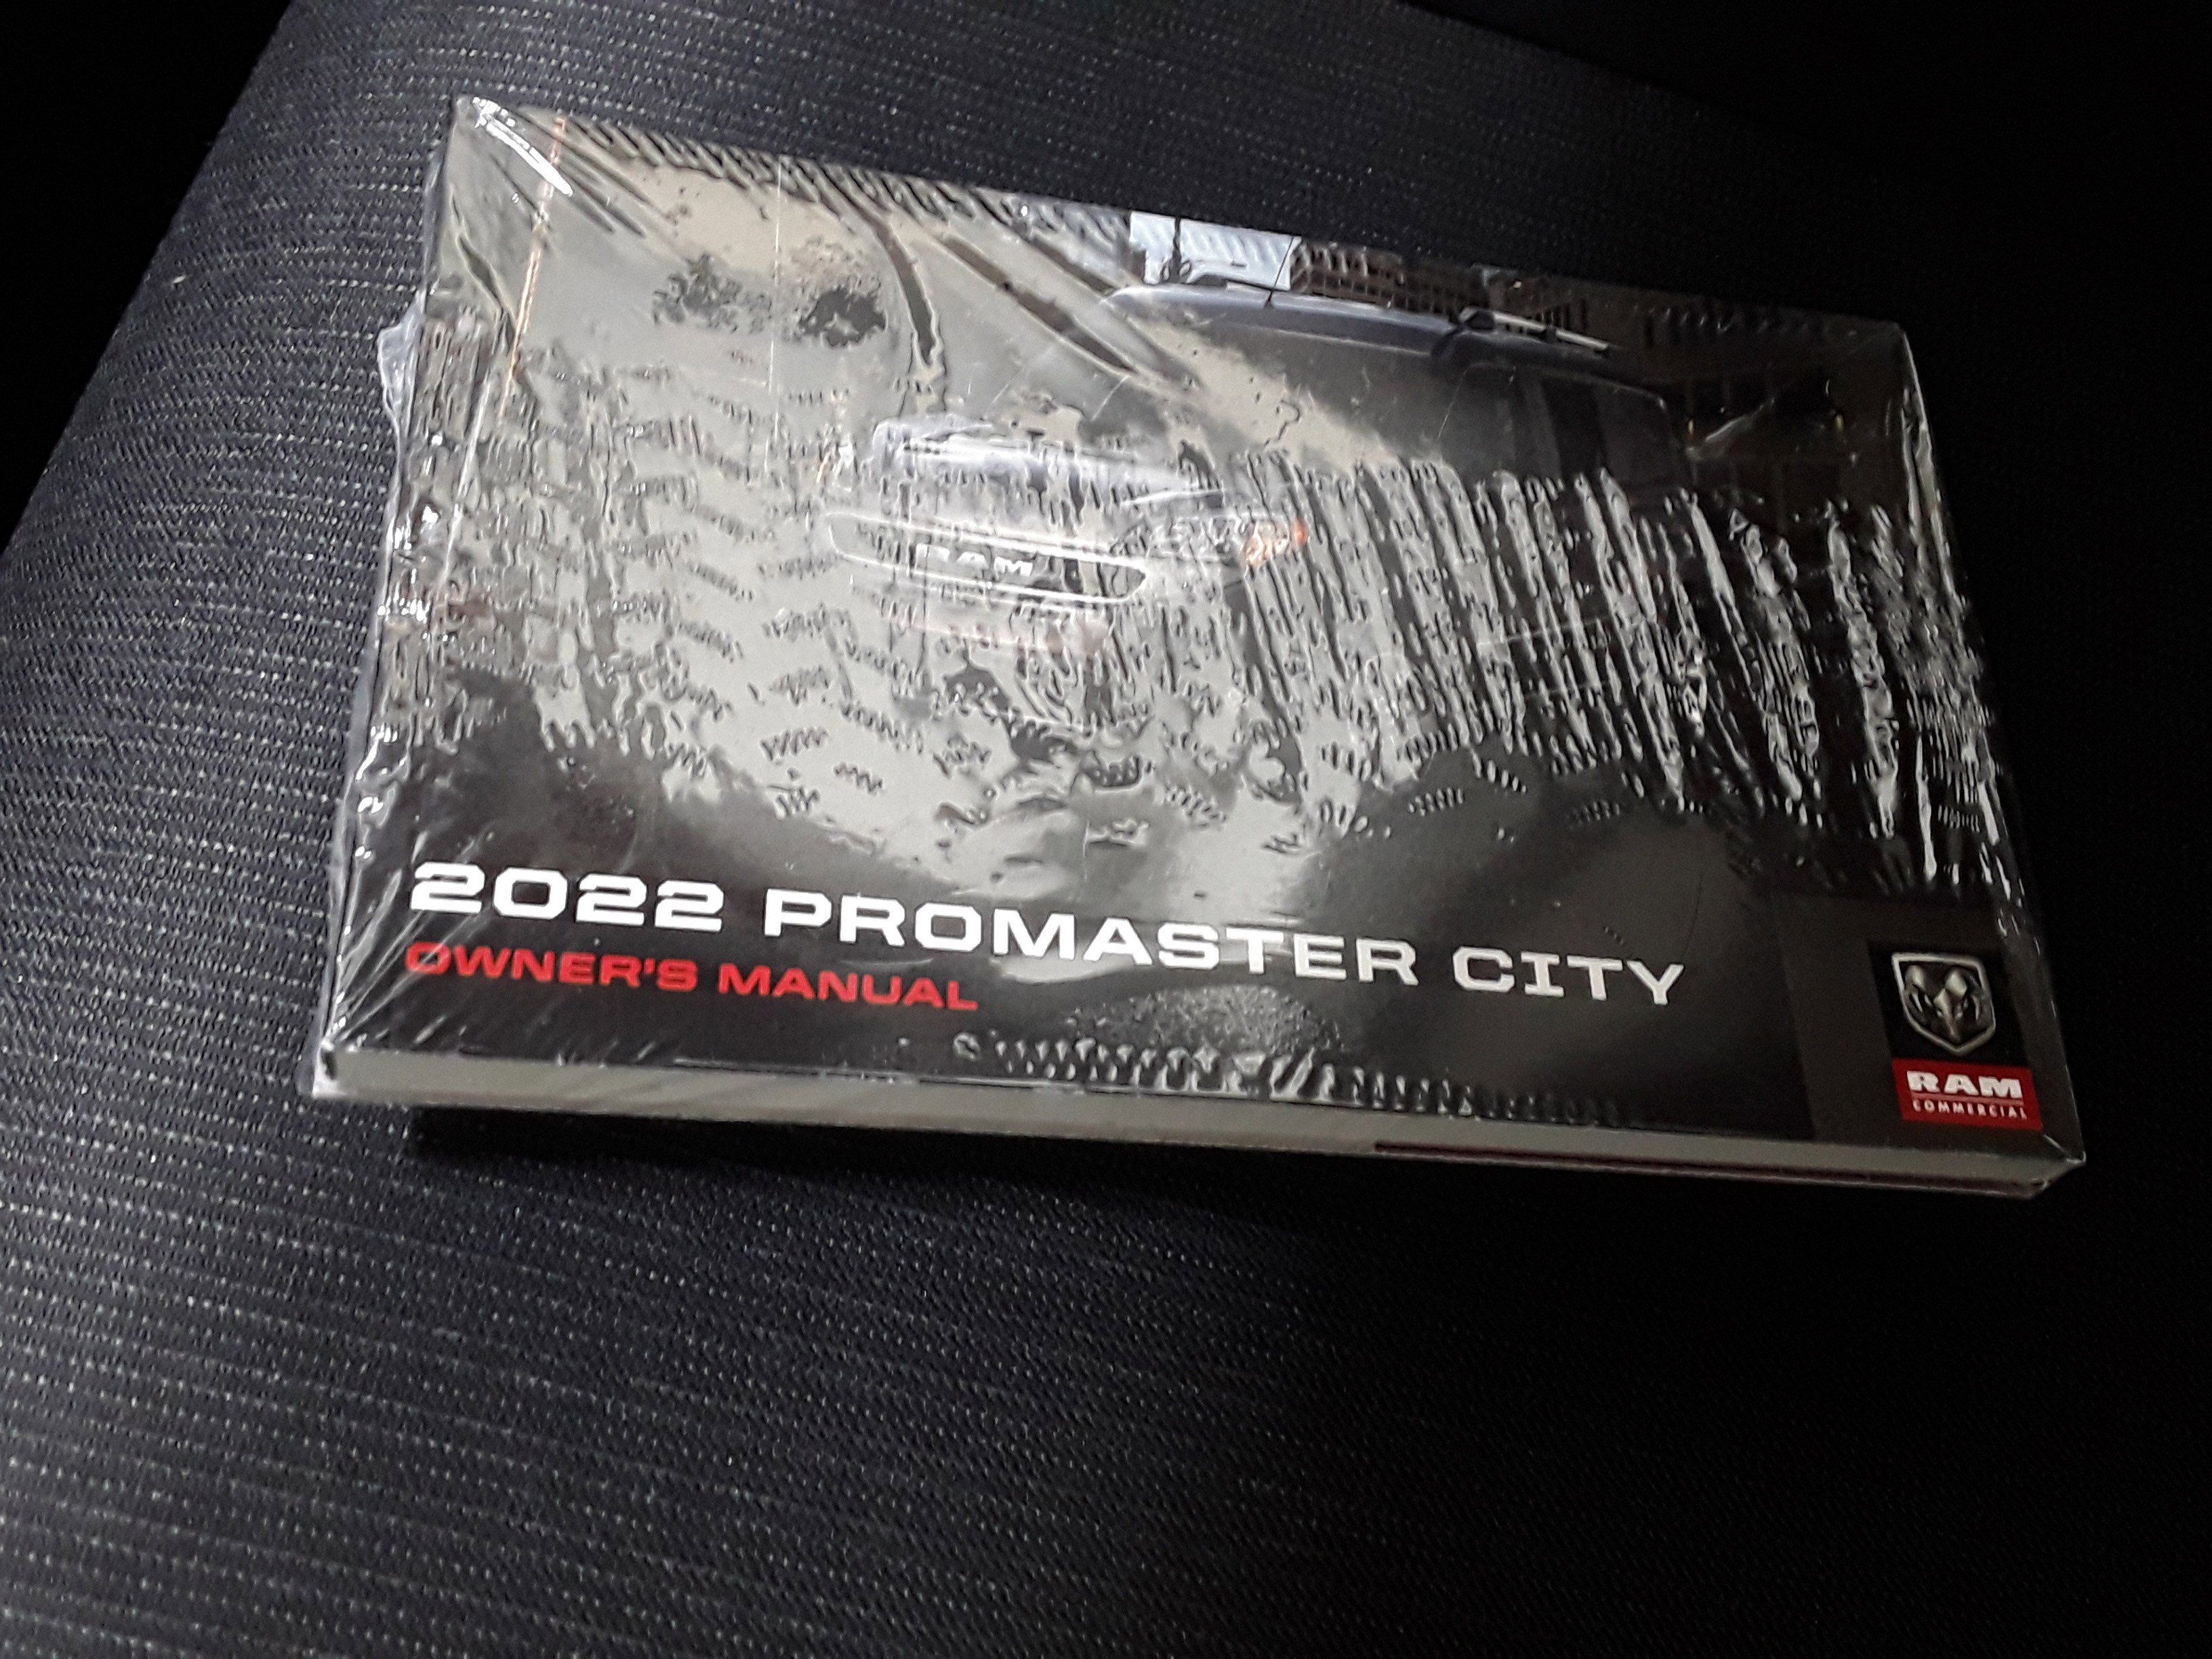 RAM
2022 PROMASTER CITY
OWNER'S MANUAL
RAM
COMMERCIAL